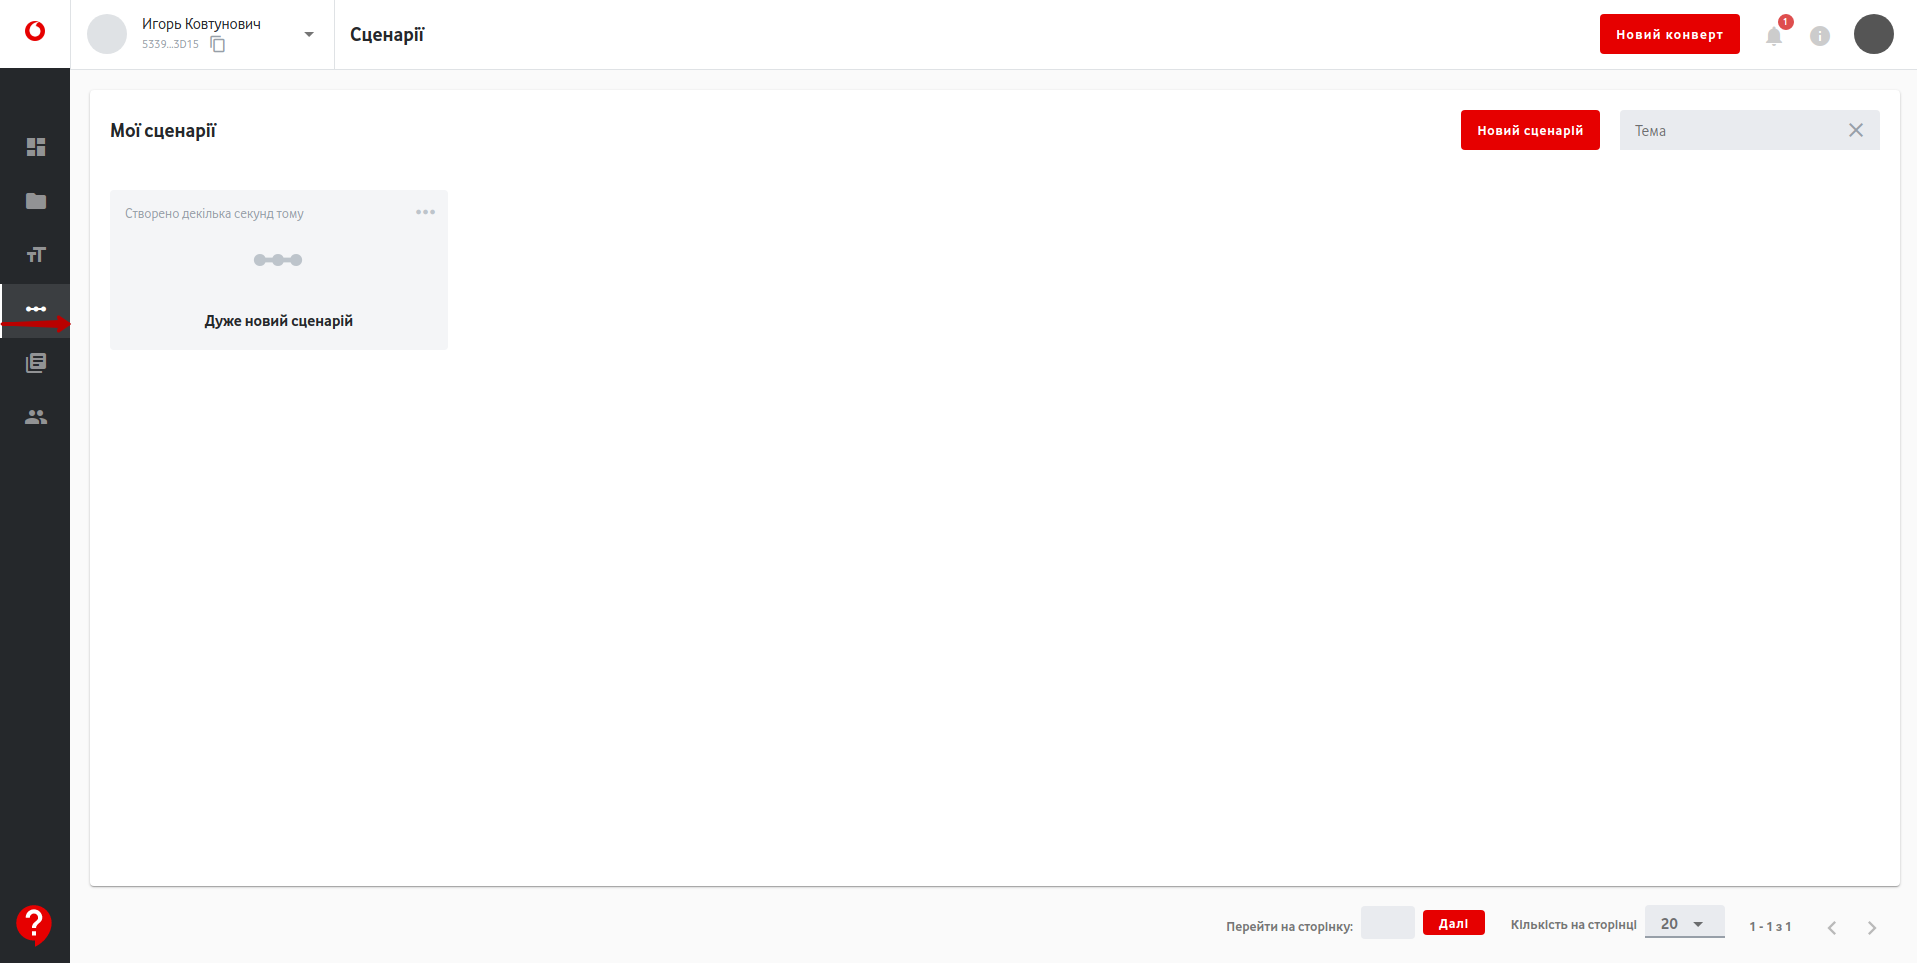 Игорь Ковтунович
5339...3D15
Сценарії
Новий конверт
1
Мої сценарії
Новий сценарій
Тема
Створено декілька секунд тому
Дуже новий сценарій
Перейти на сторінку:
Далі
Кількість на сторінці
20
1 - 1 з 1